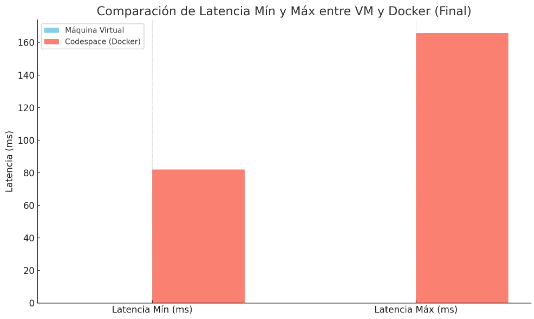 Comparación de Latencia Mín y Máx entre VM y Docker (Final)
Máquina Virtual
Codespace (Docker)
Latencia (ms)
160
140
120
100
80
60
40
20
0
Latencia Mín (ms)
Latencia Máx (ms)